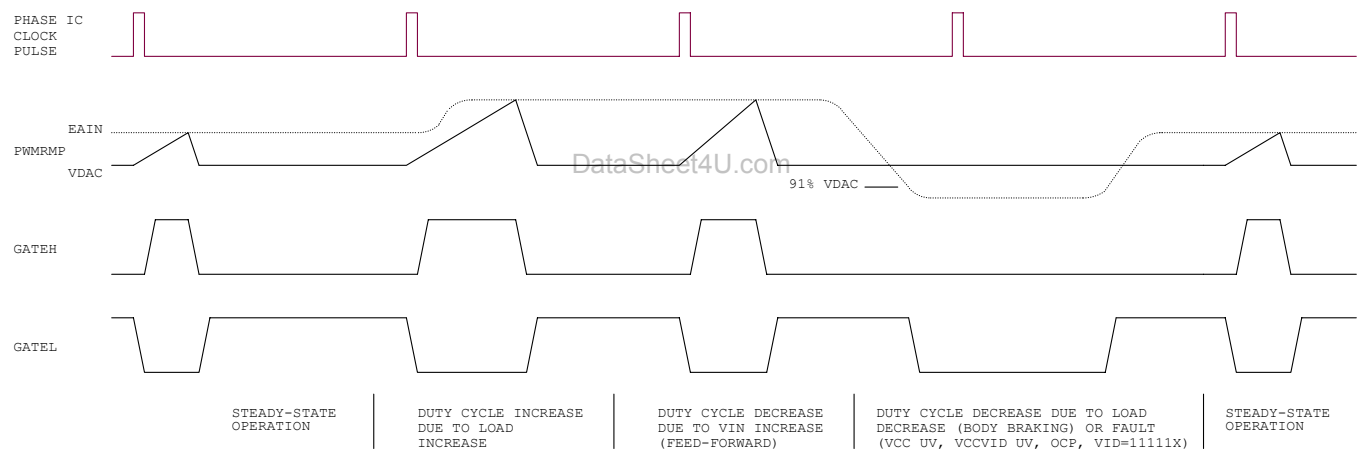 PHASE IC
CLOCK
PULSE
EAIN
PWMRMP
VDAC
DataSheet4U.com
91% VDAC
GATEH
GATEL
STEADY-STATE
OPERATION
DUTY CYCLE INCREASE
DUE TO LOAD
INCREASE
DUTY CYCLE DECREASE
DUE TO VIN INCREASE
(FEED-FORWARD)
DUTY CYCLE DECREASE DUE TO LOAD
DECREASE (BODY BRAKING) OR FAULT
(VCC UV, VCCVID UV, OCP, VID=11111X)
STEADY-STATE
OPERATION